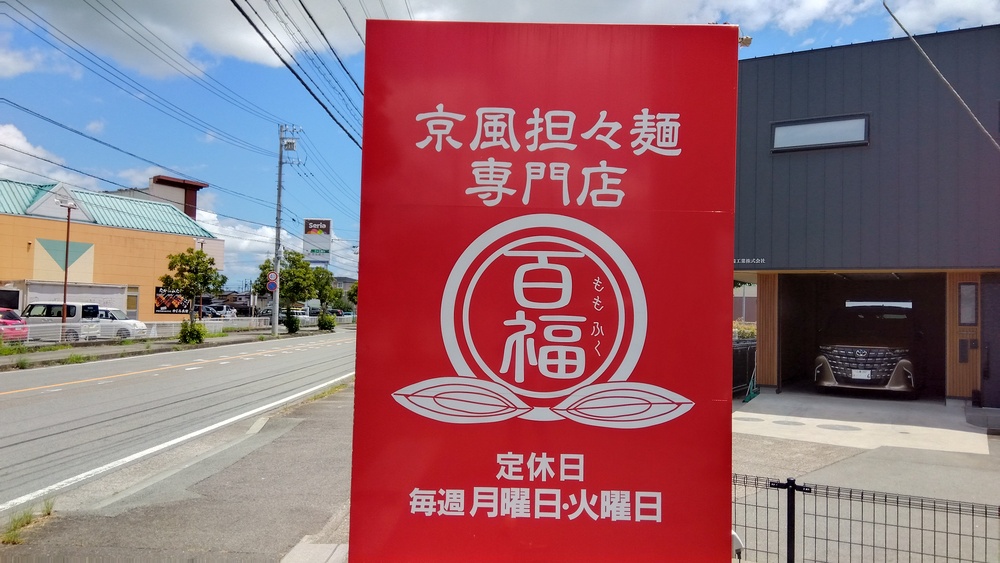 京風担々麺
専門店
百福
ももふく
定休日
毎週月曜日・火曜日
Seria